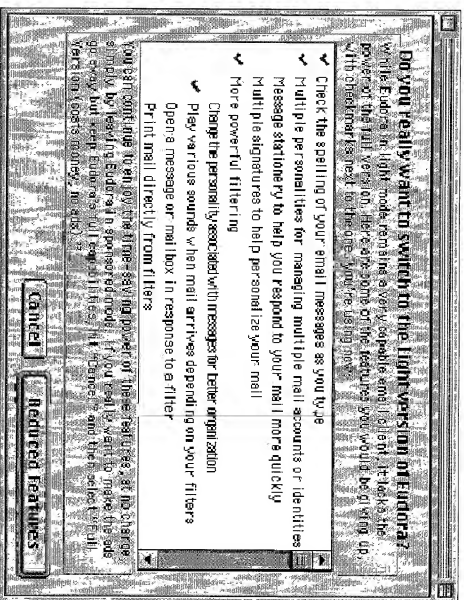 Do you really want to switch to the Light version of Eudora?
While Eudora in light mode remains a very capable email client, it lacks the
power of the full version. Here are some of the features you would be giving up,
with checkmarks next to the ones you're using now.
✔ Check the spelling of your email messages as you type
✔ Multiple personalities for managing multiple mail accounts or identities
Message stationery to help you respond to your mail more quickly
Multiple signatures to help personalize your mail
✔ More powerful filtering
Change the personality associated with messages for better organization
✔ Play various sounds when mail arrives depending on your filters
Open a message or mailbox in response to a filter
Print mail directly from filters
You can continue to enjoy the time-saving power of these features at no charge
simply by leaving Eudora in sponsored mode. If you really want to make the ads
go away but keep Eudora's full capabilities, hit "Cancel" and then select "Full
Version (costs money, no ads)."
Cancel
Reduced Features